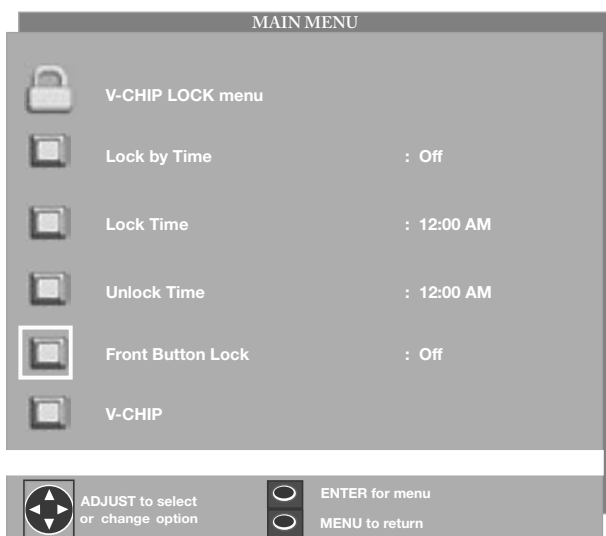 MAIN MENU
V-CHIP LOCK menu
Lock by Time : Off
Lock Time : 12:00 AM
Unlock Time : 12:00 AM
Front Button Lock : Off
V-CHIP
ADJUST to select
or change option
ENTER for menu
MENU to return